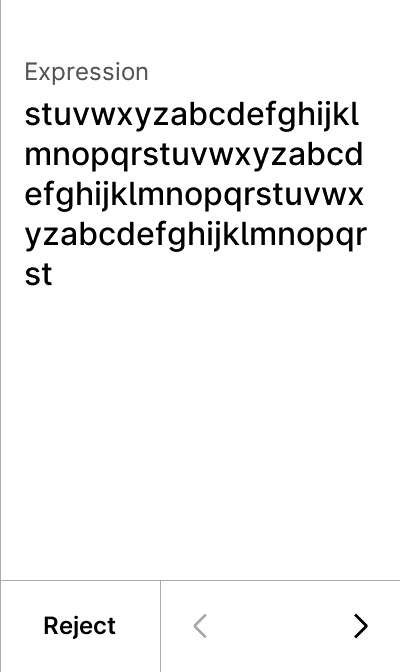 Expression
stuvwxyzabcdefghijkl
mnopqrstuvwxyzabcd
efghijklmnopqrstuvwx
yzabcdefghijklmnopqr
st
Reject